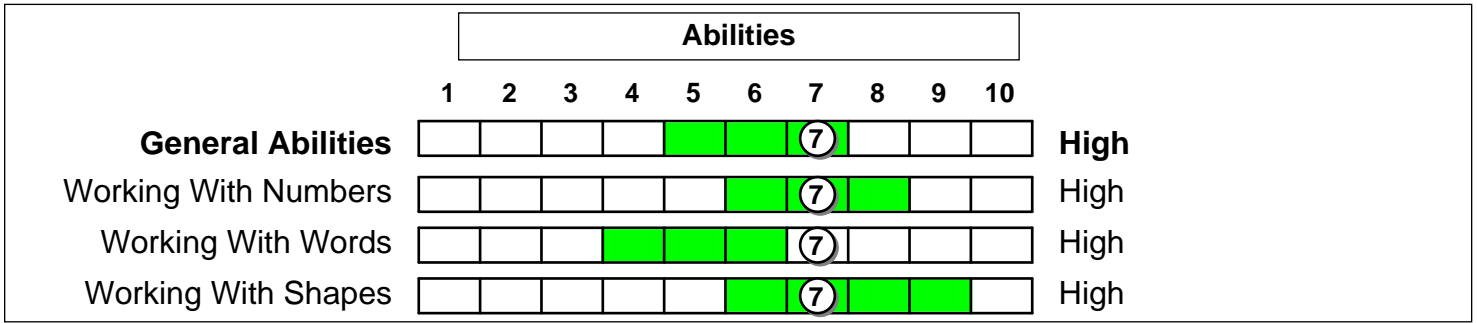 Abilities
1 2 3 4 5 6 7 8 9 10
General Abilities 7 High
Working With Numbers 7 High
Working With Words 7 High
Working With Shapes 7 High